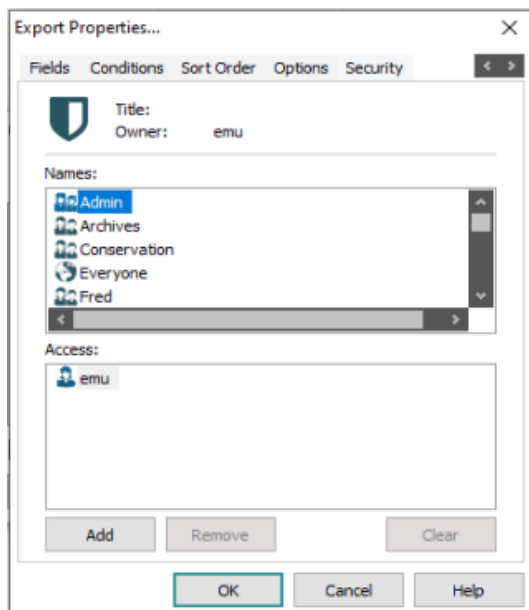 Export Properties...
Fields Conditions Sort Order Options Security
Title:
Owner: emu
Names:
Admin
Archives
Conservation
Everyone
Fred
Access:
emu
Add Remove Clear
OK Cancel Help